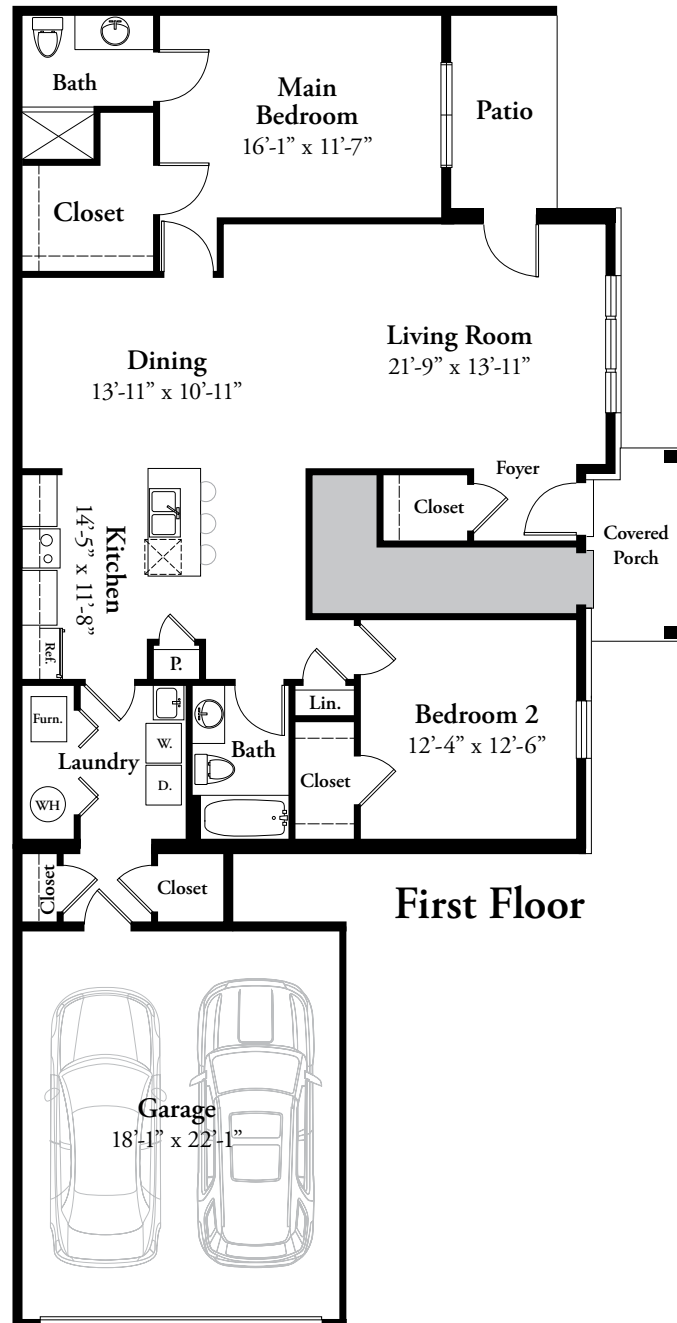 Bath
Main
Bedroom
16'-1” x 11'-7”
Patio
Closet
Living Room
21'-9” x 13'-11”
Dining
13'-11” x 10'-11”
Foyer
Closet
Covered
Porch
Kitchen
14'-5” x 11'-8”
Ref.
P.
Lin.
Bedroom 2
12'-4” x 12'-6”
Furn.
W.
Bath
Laundry
D.
Closet
WH
Closet
Closet
First Floor
Garage
18'-1” x 22'-1”